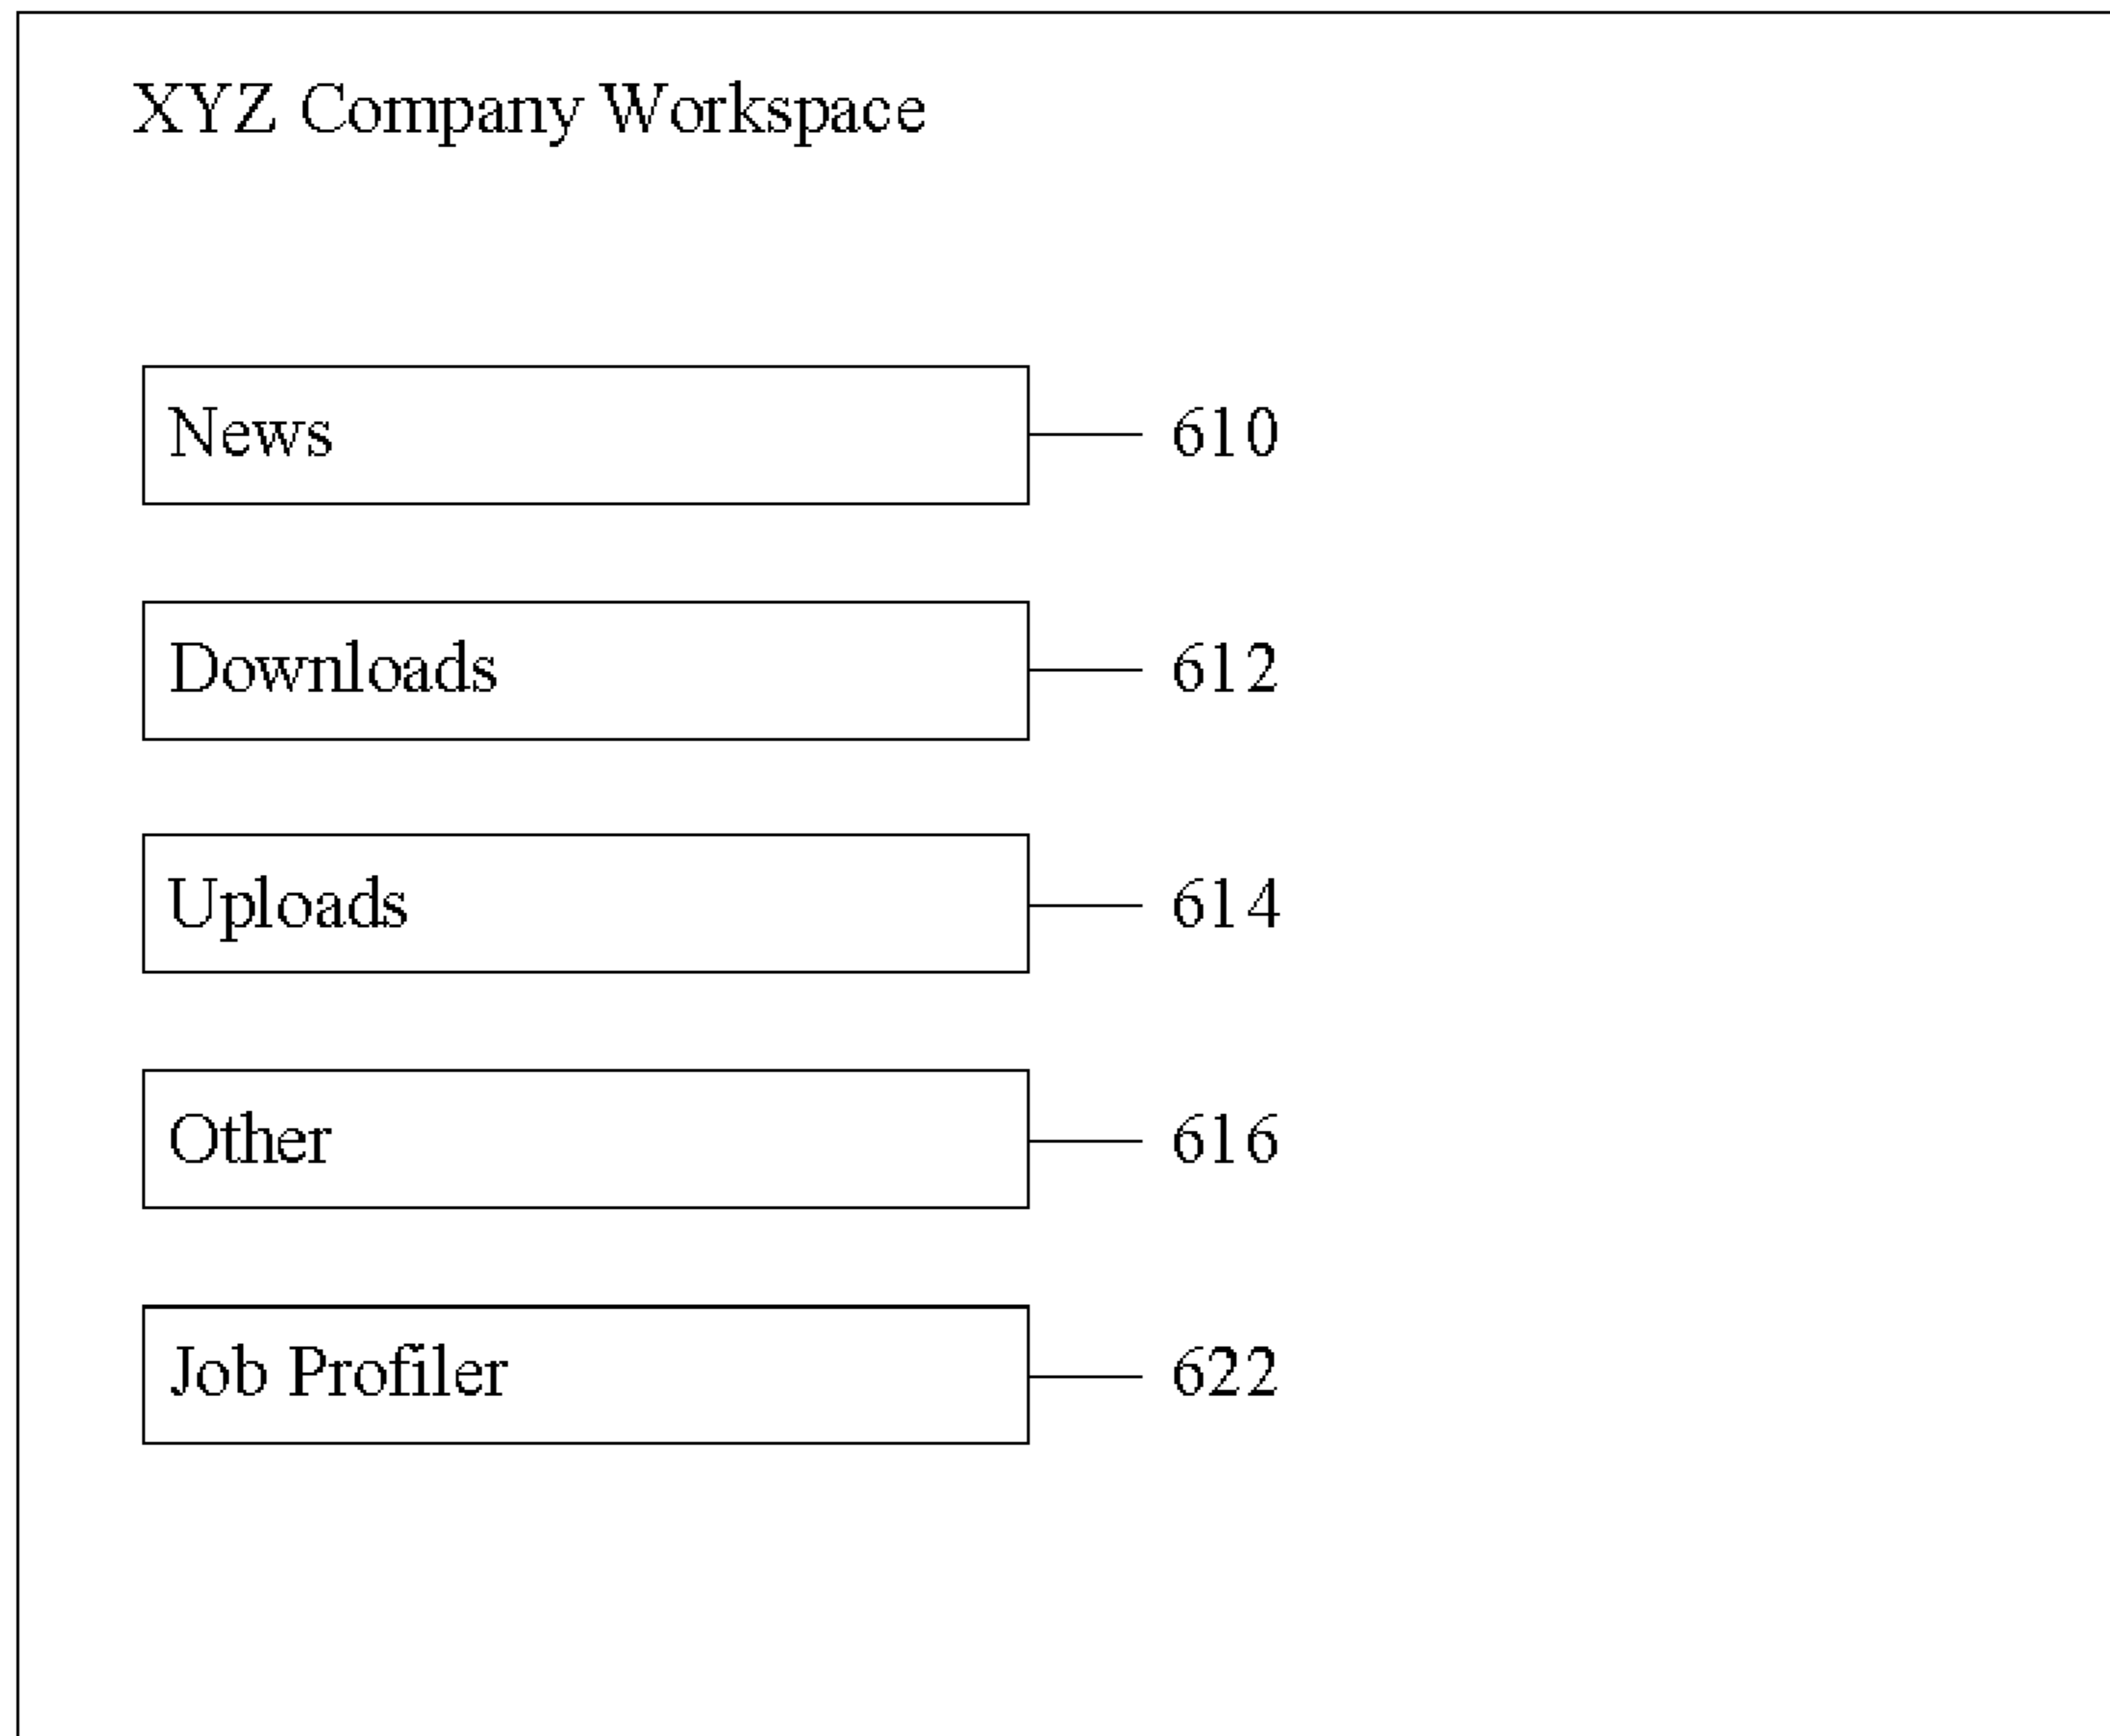 XYZ Company Workspace
News 610
Downloads 612
Uploads 614
Other 616
Job Profiler 622